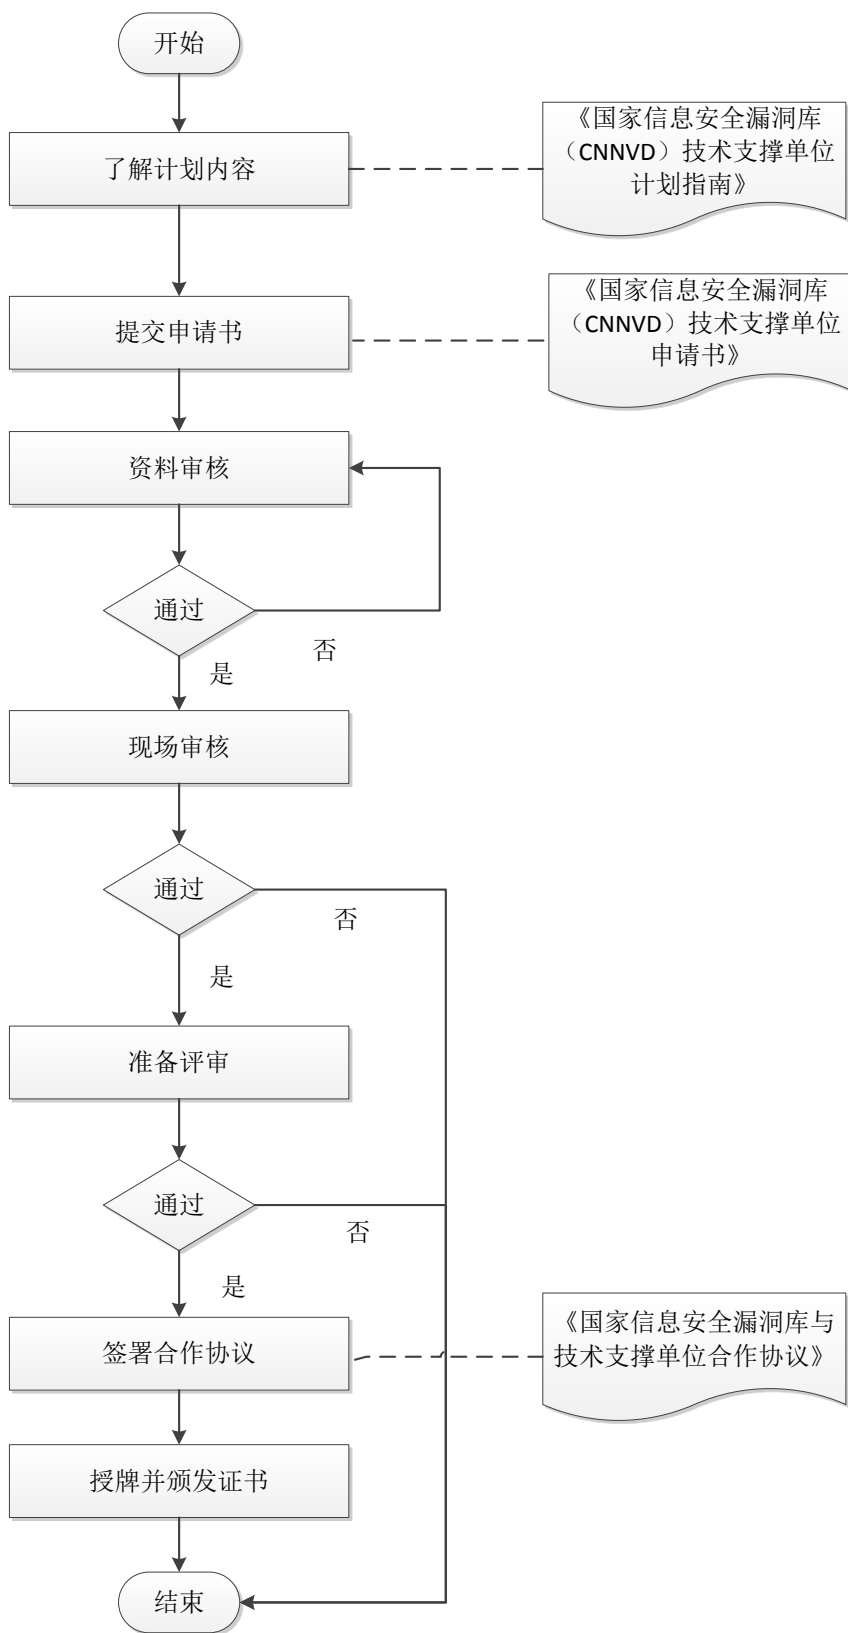 开始
了解计划内容
《国家信息安全漏洞库
（CNNVD）技术支撑单位
计划指南》
提交申请书
《国家信息安全漏洞库
（CNNVD）技术支撑单位
申请书》
资料审核
通过
否
是
现场审核
通过
否
是
准备评审
通过
否
是
签署合作协议
《国家信息安全漏洞库与
技术支撑单位合作协议》
授牌并颁发证书
结束